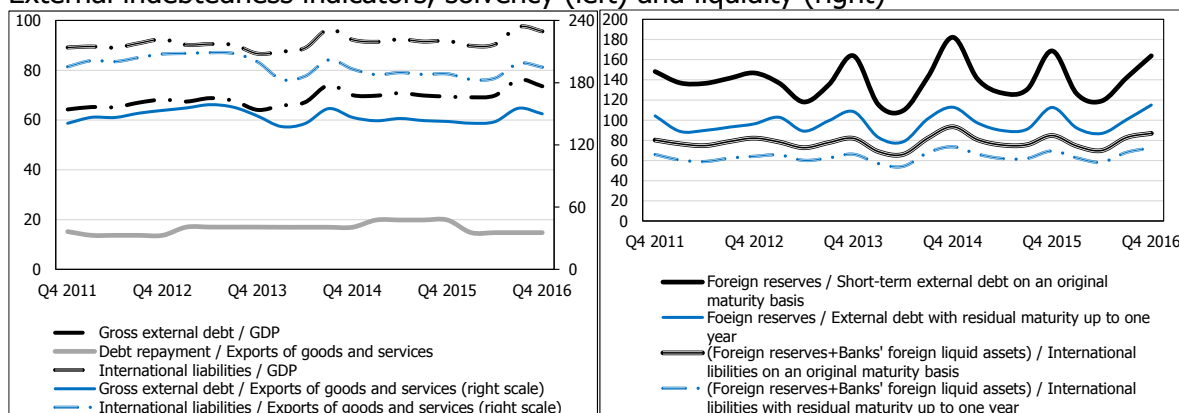 External indebtedness indicators, solvency (left) and liquidity (right)
100
80
60
40
20
0
240
180
120
60
0
Q4 2011
Q4 2012
Q4 2013
Q4 2014
Q4 2015
Q4 2016
Gross external debt / GDP
Debt repayment / Exports of goods and services
International liabilities / GDP
Gross external debt / Exports of goods and services (right scale)
International liabilities / Exports of goods and services (right scale)
200
180
160
140
120
100
80
60
40
20
0
Q4 2011
Q4 2012
Q4 2013
Q4 2014
Q4 2015
Q4 2016
Foreign reserves / Short-term external debt on an original
maturity basis
Foeign reserves / External debt with residual maturity up to one
year
(Foreign reserves+Banks' foreign liquid assets) / International
libilities on an original maturity basis
(Foreign reserves+Banks' foreign liquid assets) / International
libilities with residual maturity up to one year